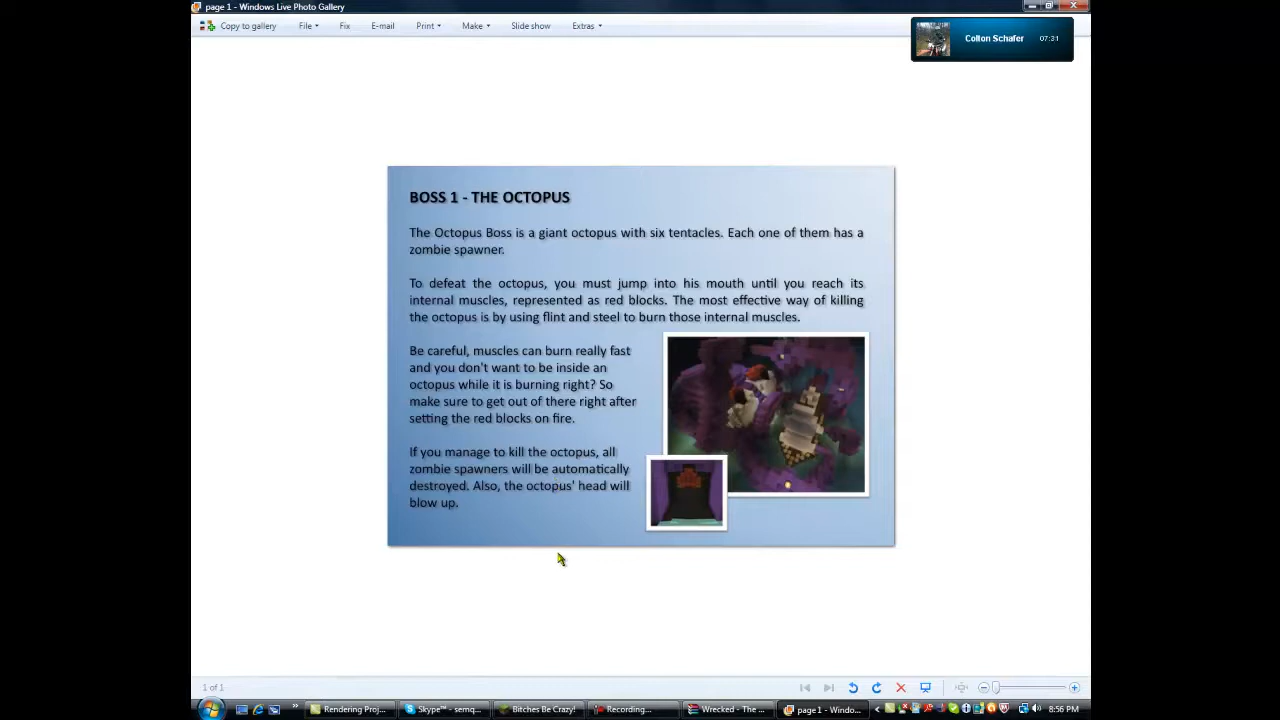 page 1 - Windows Live Photo Gallery
Copy to gallery File Fix E-mail Print Make Slide show Extras
Colton Schafer 07:31
BOSS 1 - THE OCTOPUS
The Octopus Boss is a giant octopus with six tentacles. Each one of them has a
zombie spawner.
To defeat the octopus, you must jump into his mouth until you reach its
internal muscles, represented as red blocks. The most effective way of killing
the octopus is by using flint and steel to burn those internal muscles.
Be careful, muscles can burn really fast
and you don't want to be inside an
octopus while it is burning right? So
make sure to get out of there right after
setting the red blocks on fire.
If you manage to kill the octopus, all
zombie spawners will be automatically
destroyed. Also, the octopus' head will
blow up.
1 of 1
Rendering Proj... Skype™ - semq... Bitches Be Crazy! Recording... Wrecked - The ... page 1 - Windo... 8:56 PM